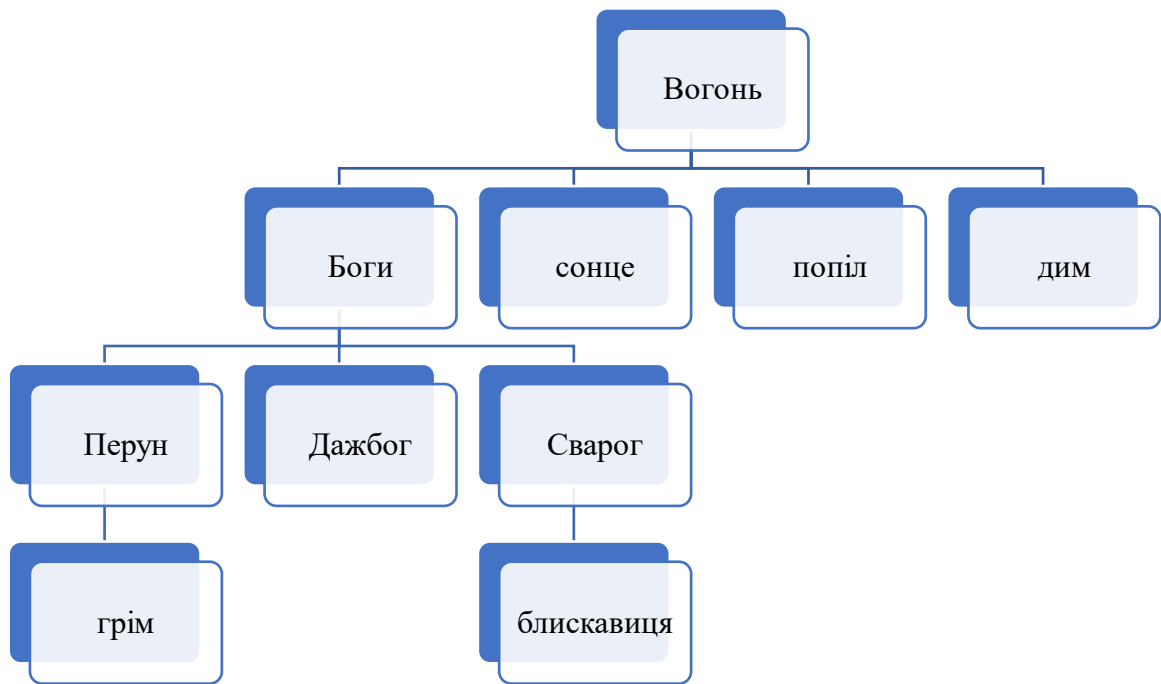 Вогонь
Боги
сонце
попіл
дим
Перун
Дажбог
Сварог
грім
блискавиця